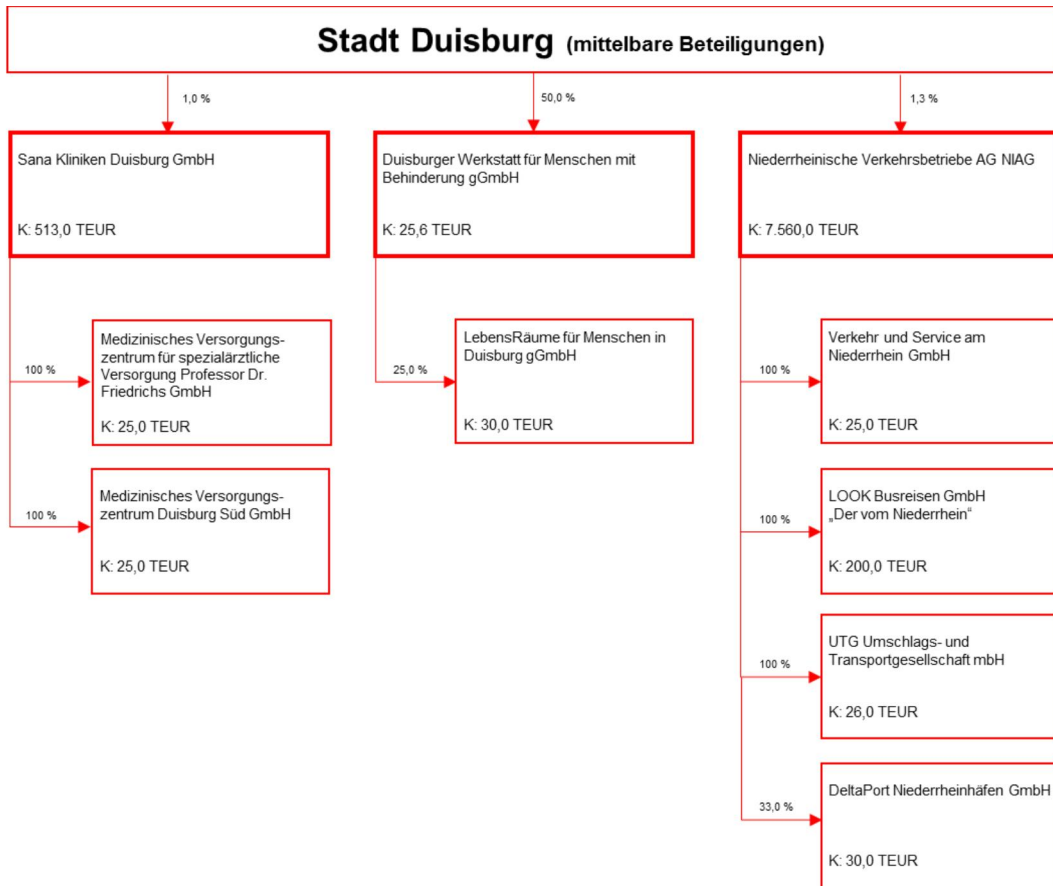 Stadt Duisburg (mittelbare Beteiligungen)
1,0 %
50,0 %
1,3 %
Sana Kliniken Duisburg GmbH
K: 513,0 TEUR
Duisburger Werkstatt für Menschen mit
Behinderung gGmbH
K: 25,6 TEUR
Niederrheinische Verkehrsbetriebe AG NIAG
K: 7.560,0 TEUR
100 %
Medizinisches Versorgungs-
zentrum für spezialärztliche
Versorgung Professor Dr.
Friedrichs GmbH
K: 25,0 TEUR
100 %
Medizinisches Versorgungs-
zentrum Duisburg Süd GmbH
K: 25,0 TEUR
25,0 %
LebensRäume für Menschen in
Duisburg gGmbH
K: 30,0 TEUR
100 %
Verkehr und Service am
Niederrhein GmbH
K: 25,0 TEUR
100 %
LOOK Busreisen GmbH
„Der vom Niederrhein“
K: 200,0 TEUR
100 %
UTG Umschlags- und
Transportgesellschaft mbH
K: 26,0 TEUR
33,0 %
DeltaPort Niederrheinhäfen GmbH
K: 30,0 TEUR